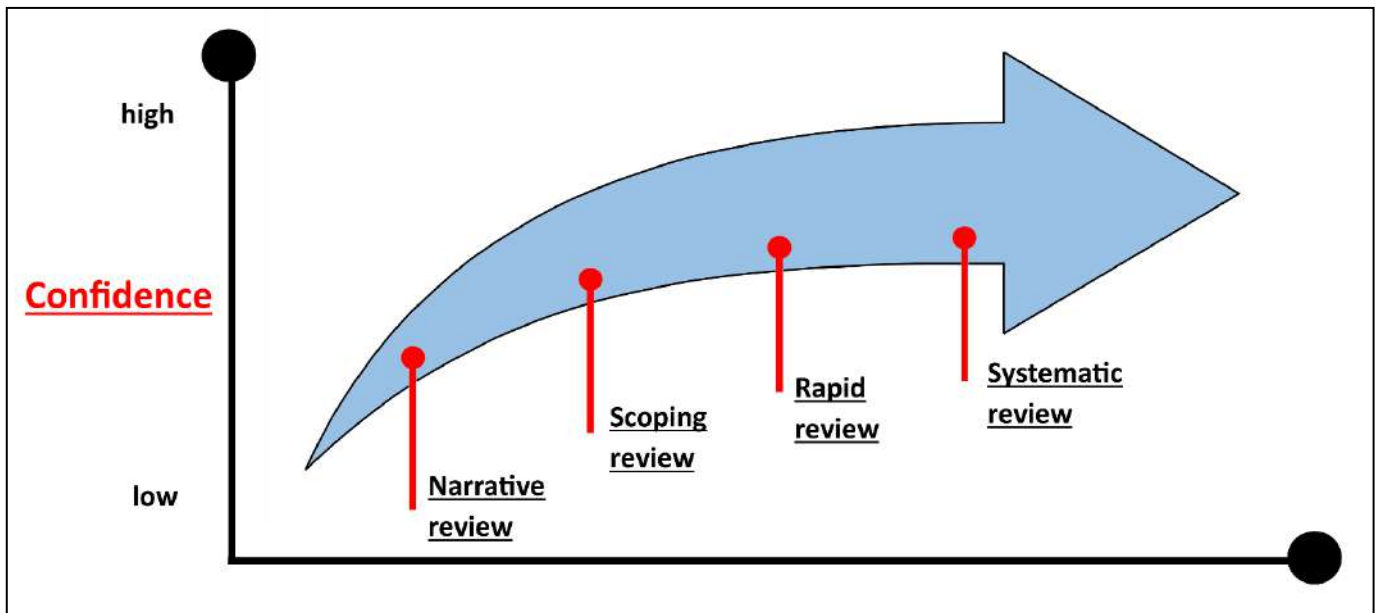 high
Confidence
low
Narrative
review
Scoping
review
Rapid
review
Systematic
review